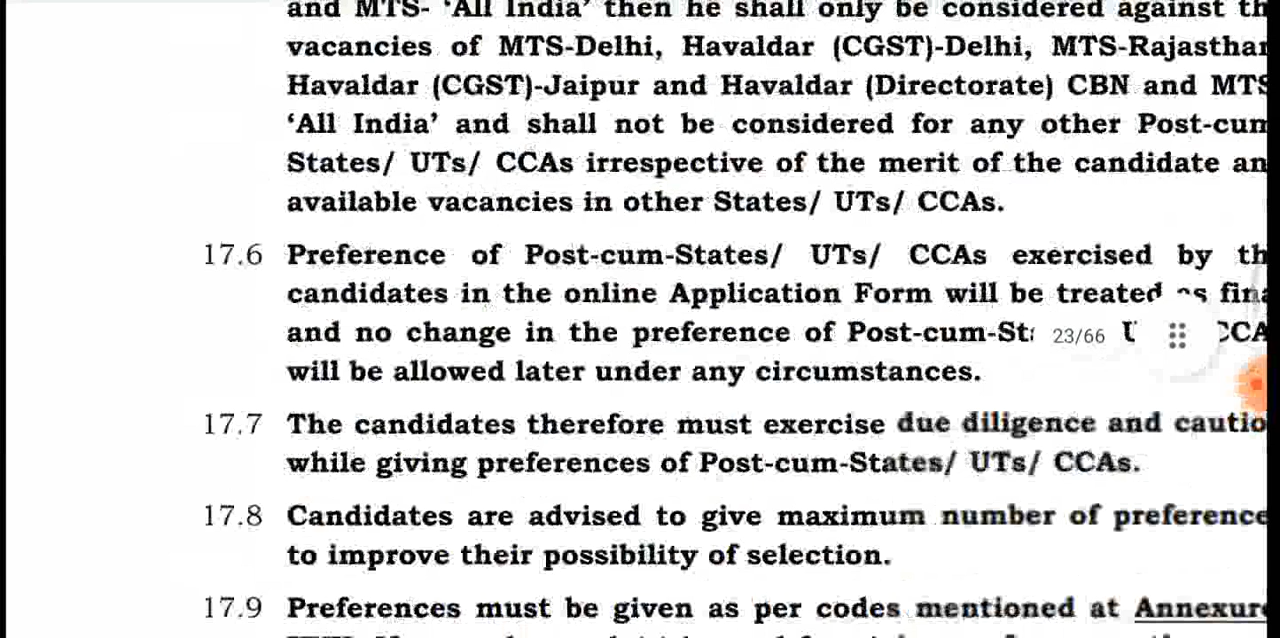 and MTS- ‘All India’ then he shall only be considered against th
vacancies of MTS-Delhi, Havaldar (CGST)-Delhi, MTS-Rajasthan
Havaldar (CGST)-Jaipur and Havaldar (Directorate) CBN and MTS
‘All India’ and shall not be considered for any other Post-cum
States/ UTs/ CCAs irrespective of the merit of the candidate an
available vacancies in other States/ UTs/ CCAs.
17.6 Preference of Post-cum-States/ UTs/ CCAs exercised by th
candidates in the online Application Form will be treated as fina
and no change in the preference of Post-cum-St 23/66 CCA
will be allowed later under any circumstances.
17.7 The candidates therefore must exercise due diligence and cautio
while giving preferences of Post-cum-States/ UTs/ CCAs.
17.8 Candidates are advised to give maximum number of preference
to improve their possibility of selection.
17.9 Preferences must be given as per codes mentioned at Annexure